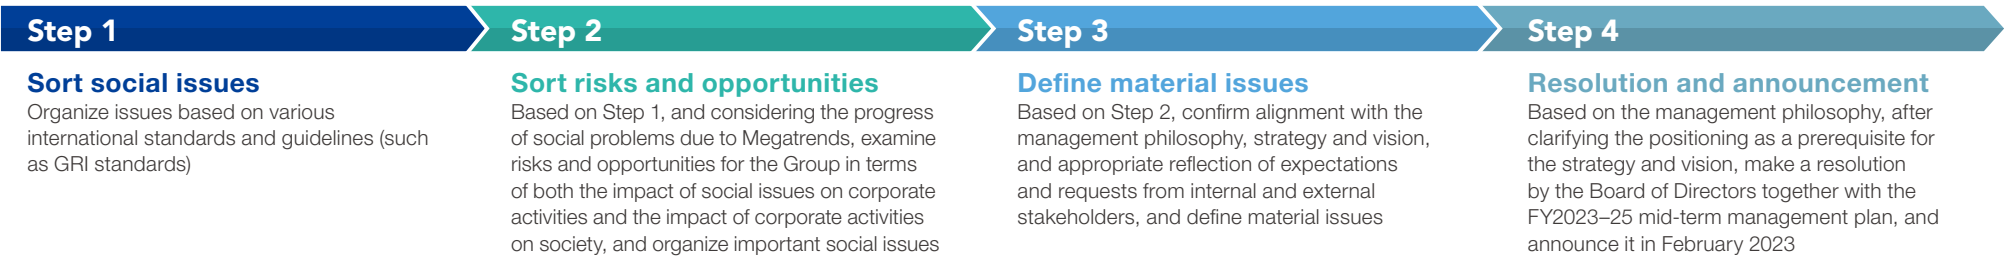 Step 1
Sort social issues
Organize issues based on various
international standards and guidelines (such
as GRI standards)
Step 2
Sort risks and opportunities
Based on Step 1, and considering the progress
of social problems due to Megatrends, examine
risks and opportunities for the Group in terms
of both the impact of social issues on corporate
activities and the impact of corporate activities
on society, and organize important social issues
Step 3
Define material issues
Based on Step 2, confirm alignment with the
management philosophy, strategy and vision,
and appropriate reflection of expectations
and requests from internal and external
stakeholders, and define material issues
Step 4
Resolution and announcement
Based on the management philosophy, after
clarifying the positioning as a prerequisite for
the strategy and vision, make a resolution
by the Board of Directors together with the
FY2023–25 mid-term management plan, and
announce it in February 2023